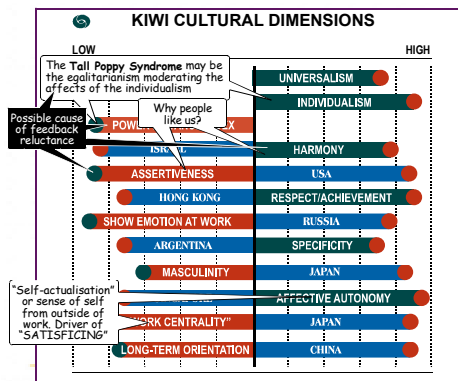 KIWI CULTURAL DIMENSIONS
LOW
HIGH
The Tall Poppy Syndrome may be
the egalitarianism moderating the
affects of the individualism
UNIVERSALISM
INDIVIDUALISM
Why people
like us?
Possible cause
of feedback
reluctance
HARMONY
ASSERTIVENESS
USA
HONG KONG
RESPECT/ACHIEVEMENT
SHOW EMOTION AT WORK
RUSSIA
ARGENTINA
SPECIFICITY
MASCULINITY
JAPAN
"Self-actualisation"
or sense of self
from outside of
work. Driver of
"SATISFICING"
AFFECTIVE AUTONOMY
CENTRALITY"
JAPAN
LONG-TERM ORIENTATION
CHINA